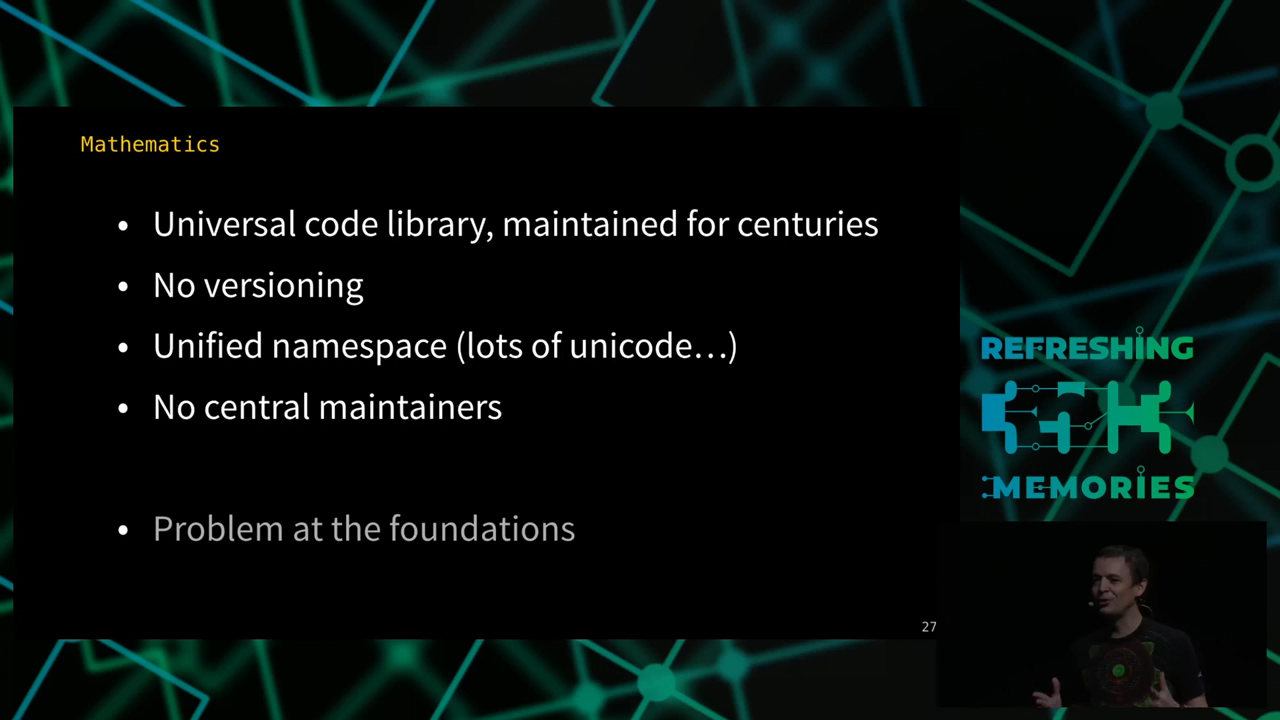 Mathematics
• Universal code library, maintained for centuries
• No versioning
• Unified namespace (lots of unicode…)
• No central maintainers
• Problem at the foundations
27
REFRESHING
MEMORIES